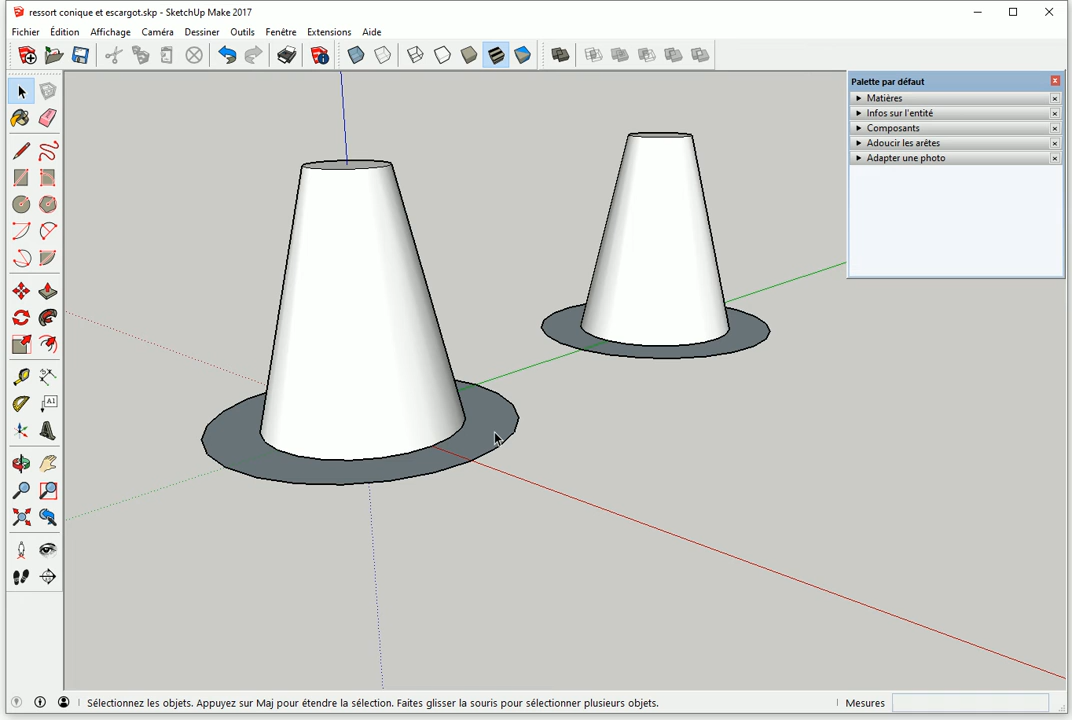 ressort conique et escargot.skp - SketchUp Make 2017
Fichier Édition Affichage Caméra Dessiner Outils Fenêtre Extensions Aide
Palette par défaut
Matières
Infos sur l'entité
Composants
Adoucir les arêtes
Adapter une photo
A1
Sélectionnez les objets. Appuyez sur Maj pour étendre la sélection. Faites glisser la souris pour sélectionner plusieurs objets.
Mesures